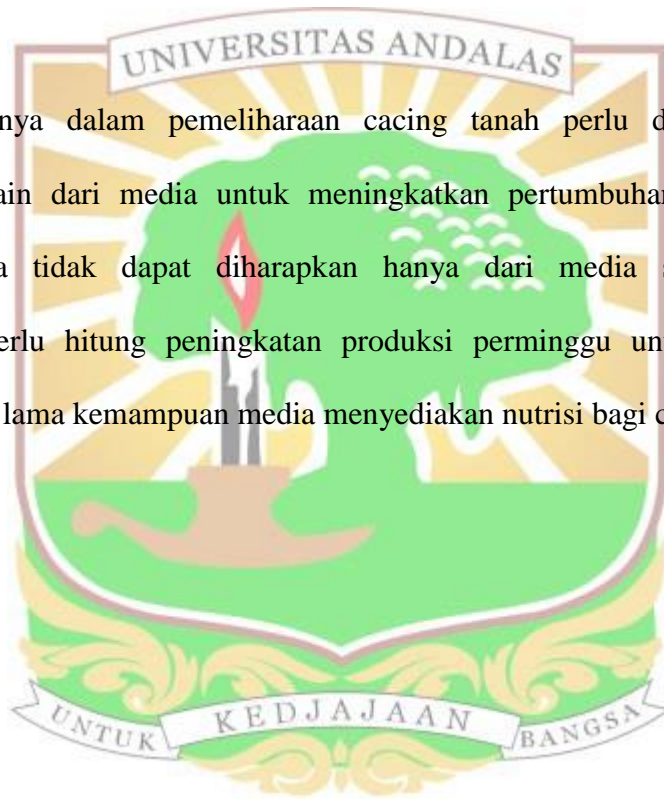 UNIVERSITAS ANDALAS
nya dalam pemeliharaan cacing tanah perlu d
ain dari media untuk meningkatkan pertumbuhan
a tidak dapat diharapkan hanya dari media s
erlu hitung peningkatan produksi perminggu un
lama kemampuan media menyediakan nutrisi bagi c
UNTUK KEDJAJAAN BANGSA